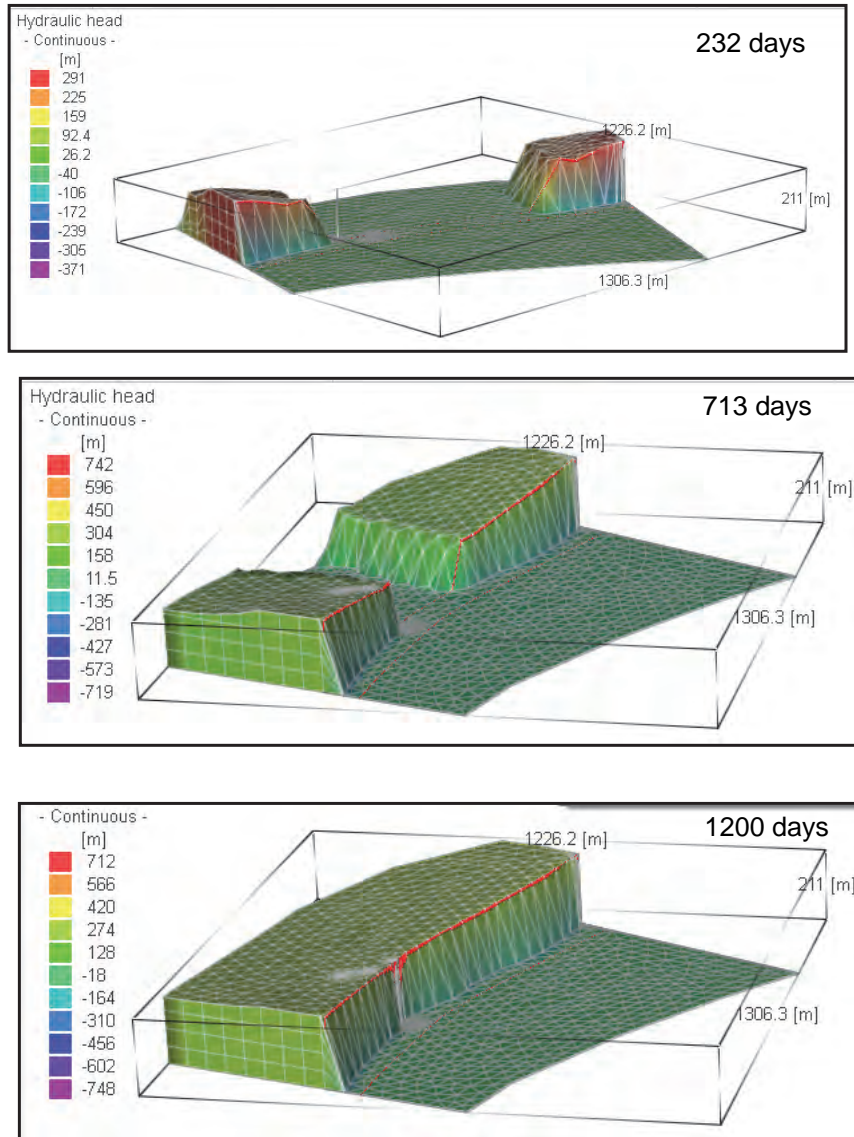 Hydraulic head
- Continuous -
[m]
291
225
159
92.4
26.2
-40
-106
-172
-239
-305
-371
232 days
1226.2 [m]
211 [m]
1306.3 [m]
Hydraulic head
- Continuous -
[m]
742
596
450
304
158
11.5
-135
-281
-427
-573
-719
713 days
1226.2 [m]
211 [m]
1306.3 [m]
- Continuous -
[m]
712
566
420
274
128
-18
-164
-310
-456
-602
-748
1200 days
1226.2 [m]
211 [m]
1306.3 [m]